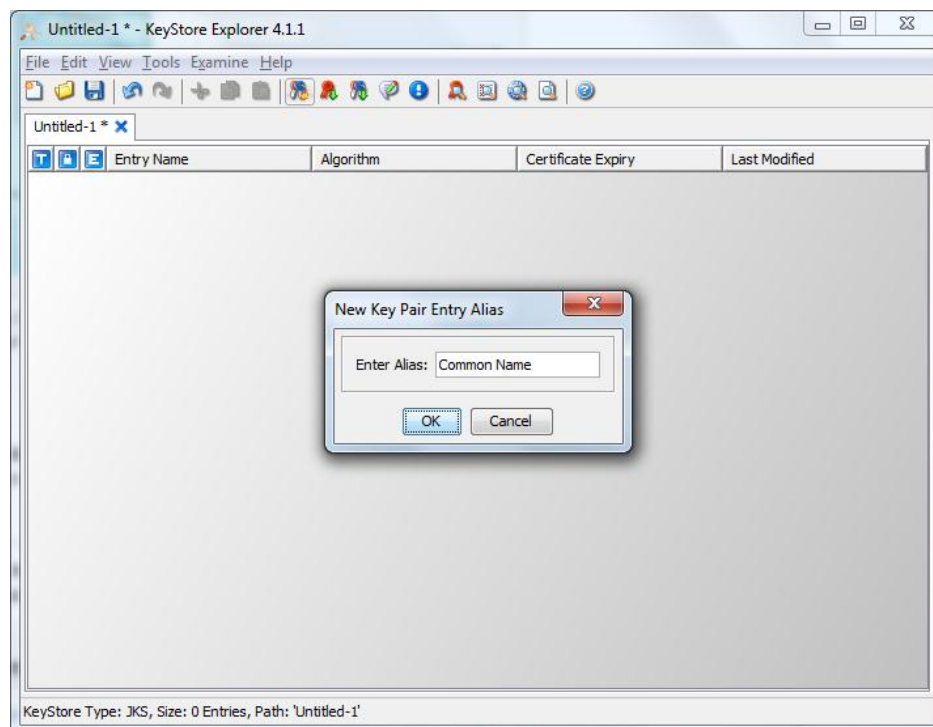 Untitled-1 * - KeyStore Explorer 4.1.1
File Edit View Tools Examine Help
Untitled-1 *
T E Entry Name Algorithm Certificate Expiry Last Modified
New Key Pair Entry Alias
Enter Alias: Common Name
OK Cancel
KeyStore Type: JKS, Size: 0 Entries, Path: 'Untitled-1'